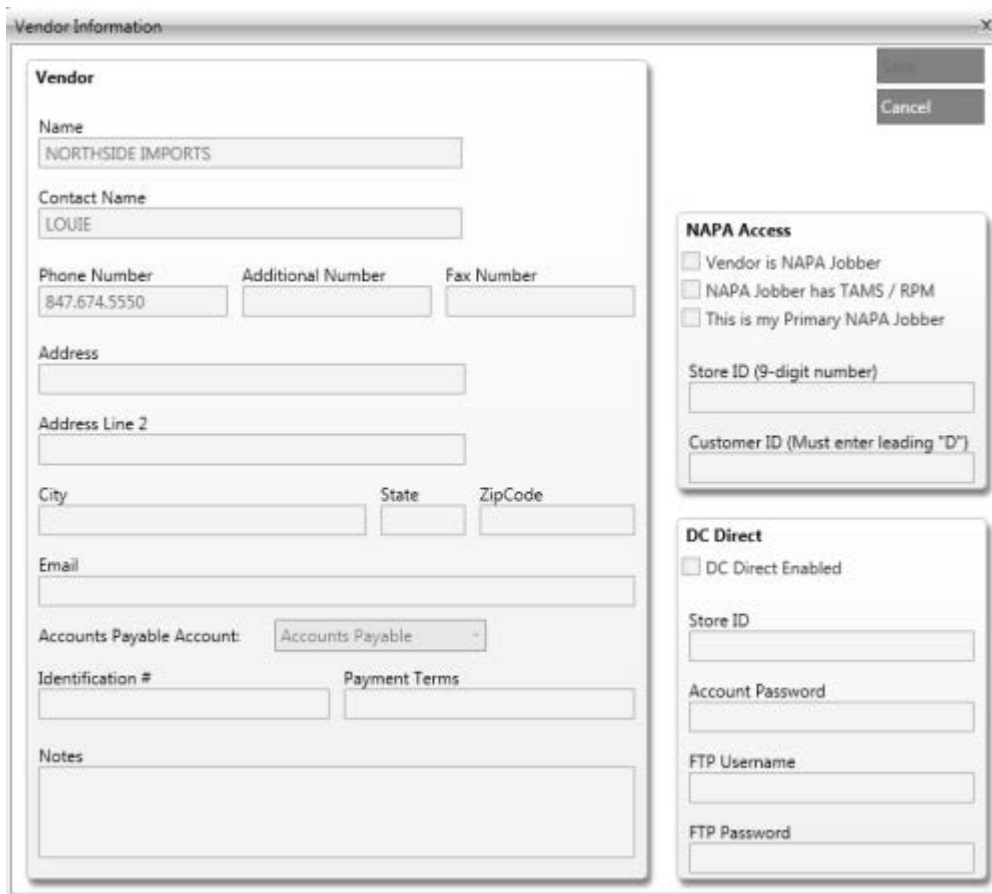 Vendor Information
X
Save
Cancel
Vendor
Name
NORTHSIDE IMPORTS
Contact Name
LOUIE
Phone Number Additional Number Fax Number
847.674.5550
Address
Address Line 2
City State ZipCode
Email
Accounts Payable Account: Accounts Payable
Identification # Payment Terms
Notes
NAPA Access
Vendor is NAPA Jobber
NAPA Jobber has TAMS / RPM
This is my Primary NAPA Jobber
Store ID (9-digit number)
Customer ID (Must enter leading "D")
DC Direct
DC Direct Enabled
Store ID
Account Password
FTP Username
FTP Password